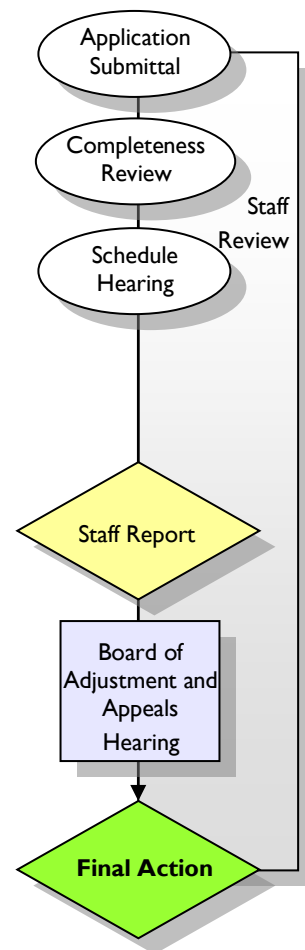 Application
Submittal
Completeness
Review
Staff
Review
Schedule
Hearing
Staff Report
Board of
Adjustment and
Appeals
Hearing
Final Action